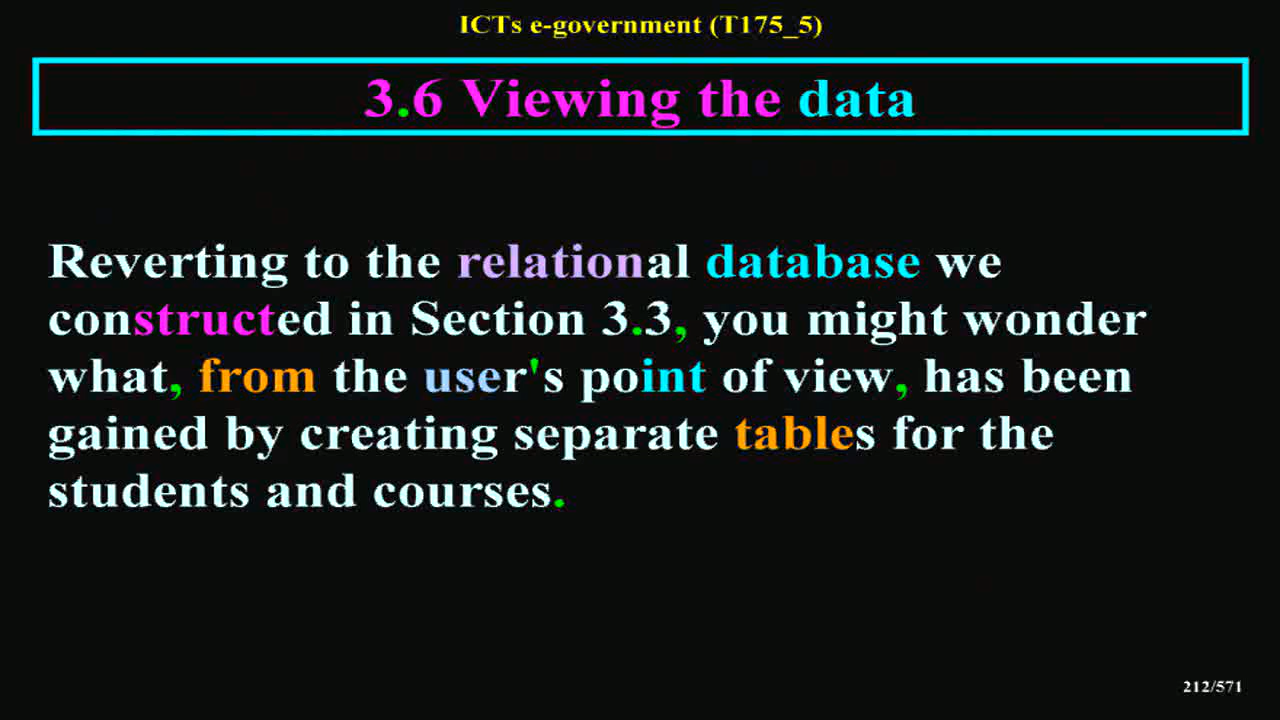 ICTs e-government (T175_5)
3.6 Viewing the data
Reverting to the relational database we
constructed in Section 3.3, you might wonder
what, from the user's point of view, has been
gained by creating separate tables for the
students and courses.
212/571